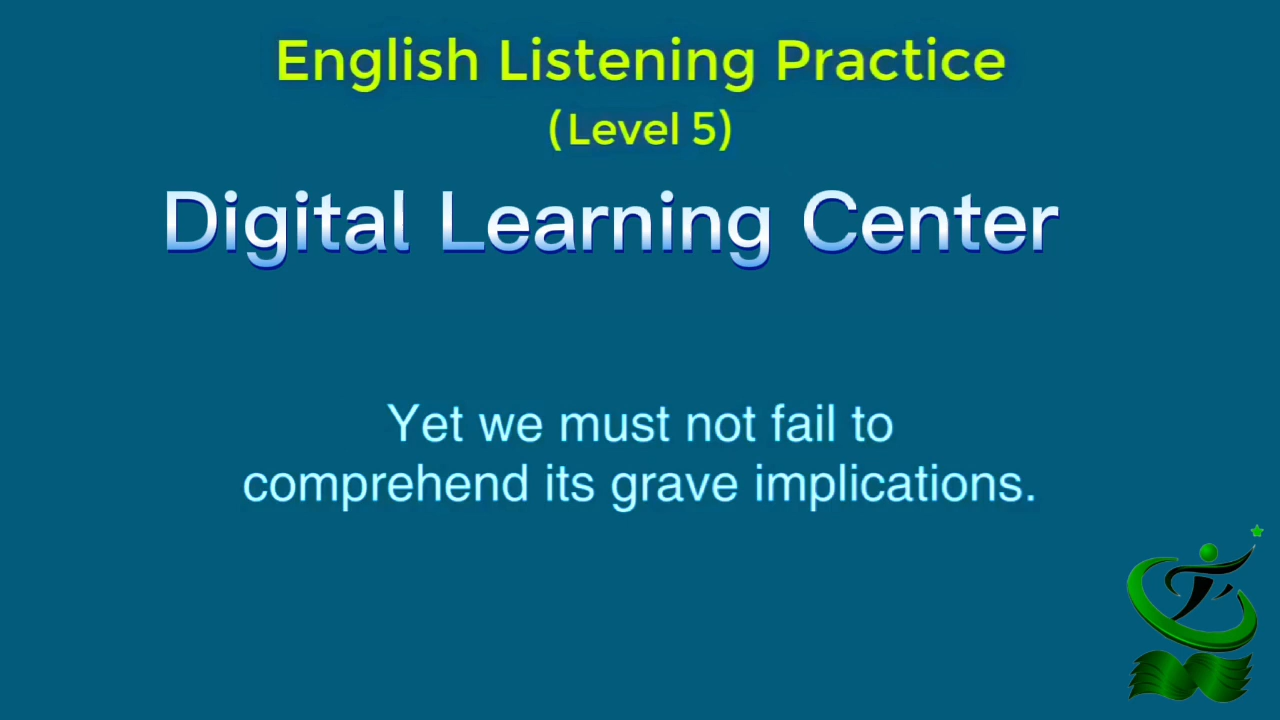 English Listening Practice
(Level 5)
Digital Learning Center
Yet we must not fail to
comprehend its grave implications.